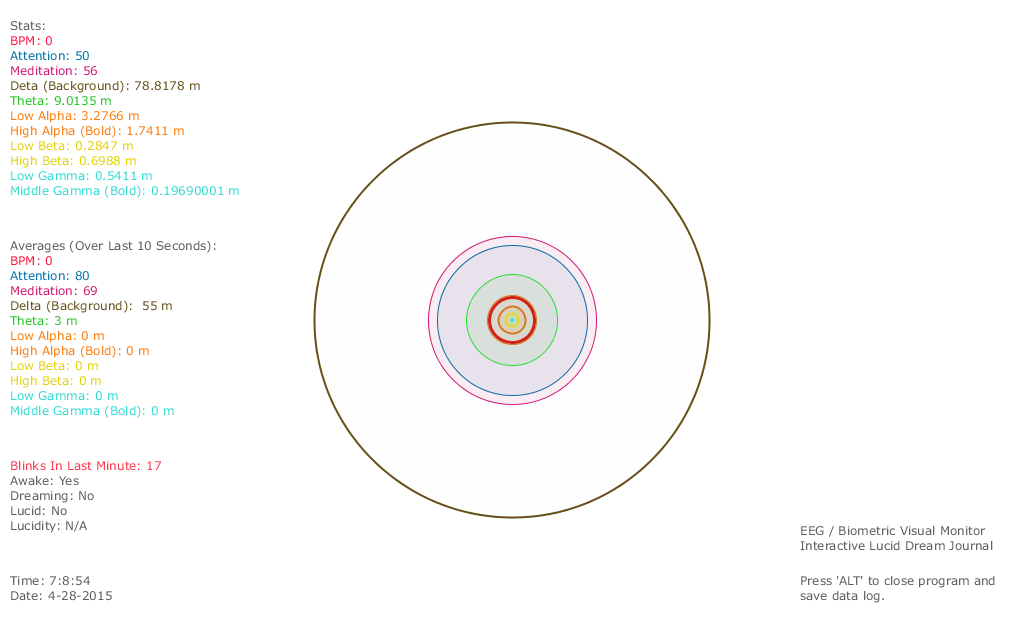 Stats:
BPM: 0
Attention: 50
Meditation: 56
Deta (Background): 78.8178 m
Theta: 9.0135 m
Low Alpha: 3.2766 m
High Alpha (Bold): 1.7411 m
Low Beta: 0.2847 m
High Beta: 0.6988 m
Low Gamma: 0.5411 m
Middle Gamma (Bold): 0.19690001 m
Averages (Over Last 10 Seconds):
BPM: 0
Attention: 80
Meditation: 69
Delta (Background):  55 m
Theta: 3 m
Low Alpha: 0 m
High Alpha (Bold): 0 m
Low Beta: 0 m
High Beta: 0 m
Low Gamma: 0 m
Middle Gamma (Bold): 0 m
Blinks In Last Minute: 17
Awake: Yes
Dreaming: No
Lucid: No
Lucidity: N/A
Time: 7:8:54
Date: 4-28-2015
EEG / Biometric Visual Monitor
Interactive Lucid Dream Journal
Press 'ALT' to close program and
save data log.